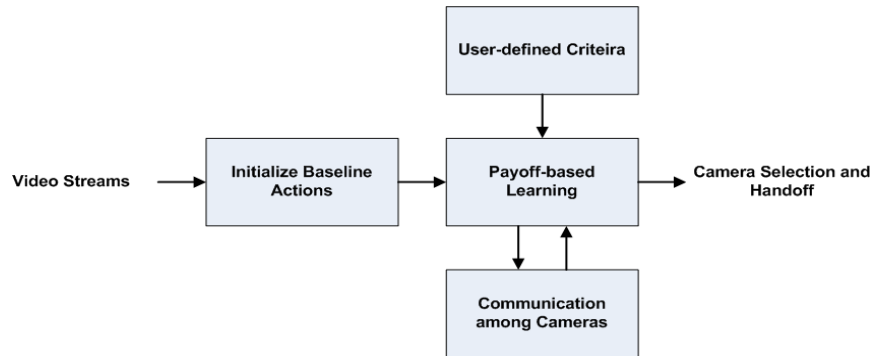 User-defined Criteira
Video Streams
Initialize Baseline
Actions
Payoff-based
Learning
Camera Selection and
Handoff
Communication
among Cameras